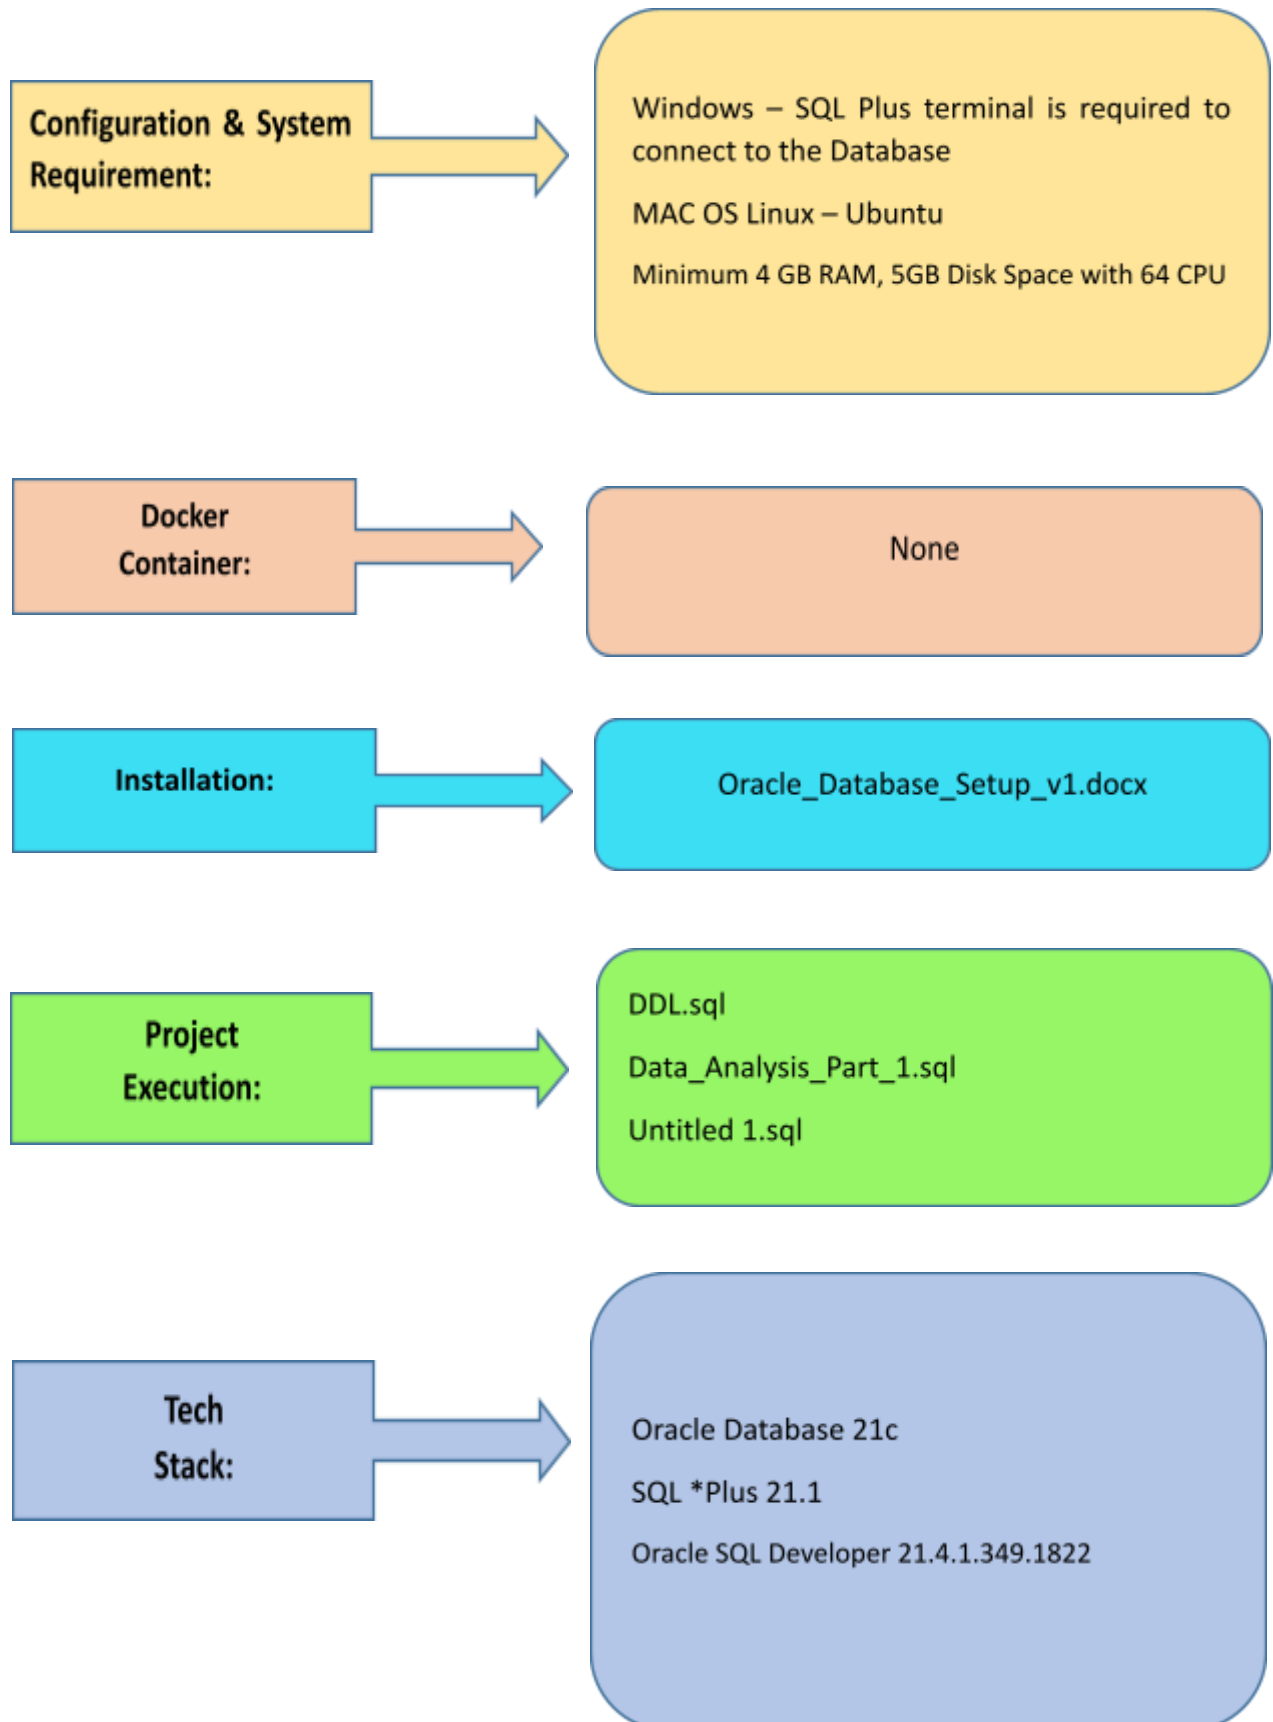 Configuration & System
Requirement:
Windows – SQL Plus terminal is required to
connect to the Database
MAC OS Linux – Ubuntu
Minimum 4 GB RAM, 5GB Disk Space with 64 CPU
Docker
Container:
None
Installation:
Oracle_Database_Setup_v1.docx
Project
Execution:
DDL.sql
Data_Analysis_Part_1.sql
Untitled 1.sql
Tech
Stack:
Oracle Database 21c
SQL *Plus 21.1
Oracle SQL Developer 21.4.1.349.1822